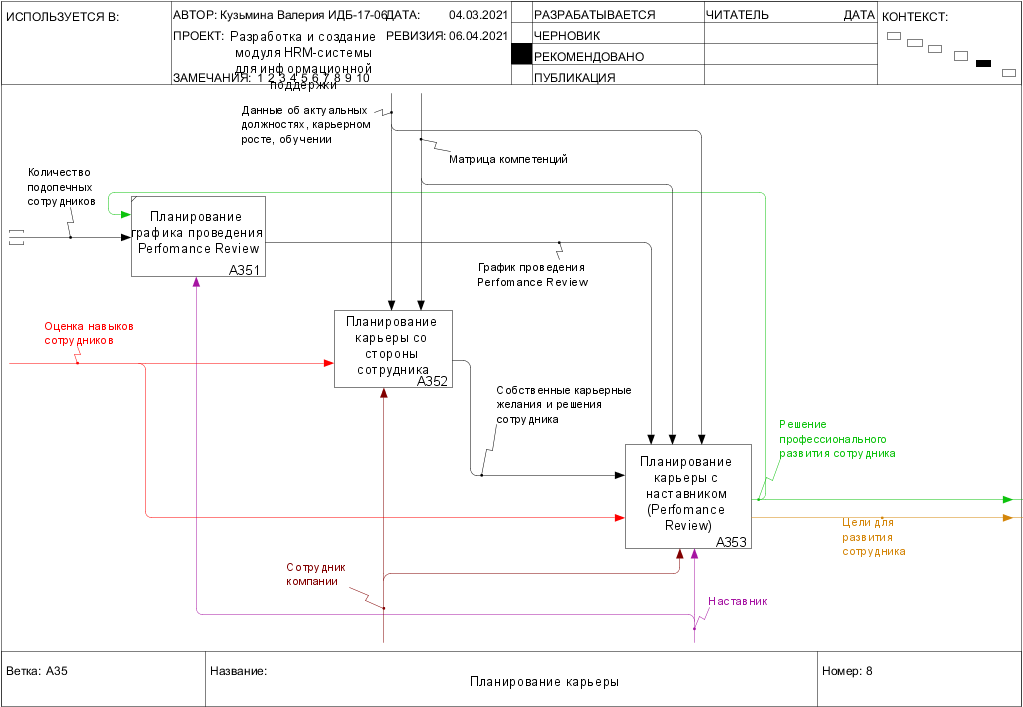 ИСПОЛЬЗУЕТСЯ В:
АВТОР: Кузьмина Валерия ИДБ-17-06
ДАТА: 04.03.2021
ПРОЕКТ: Разработка и создание
модуля HRM-системы
для информационной
поддержки
РЕВИЗИЯ: 06.04.2021
ЗАМЕЧАНИЯ: 1 2 3 4 5 6 7 8 9 10
РАЗРАБАТЫВАЕТСЯ
ЧЕРНОВИК
РЕКОМЕНДОВАНО
ПУБЛИКАЦИЯ
ЧИТАТЕЛЬ
ДАТА
КОНТЕКСТ:
Данные об актуальных
должностях, карьерном
росте, обучении
Матрица компетенций
Количество
подопечных
сотрудников
Планирование
графика проведения
Perfomance Review
A351
График проведения
Perfomance Review
Оценка навыков
сотрудников
Планирование
карьеры со
стороны
сотрудника
A352
Собственные карьерные
желания и решения
сотрудника
Планирование
карьеры с
наставником
(Perfomance
Review)
A353
Решение
профессионального
развития сотрудника
Цели для
развития
сотрудника
Сотрудник
компании
Наставник
Ветка: A35
Название:
Планирование карьеры
Номер: 8